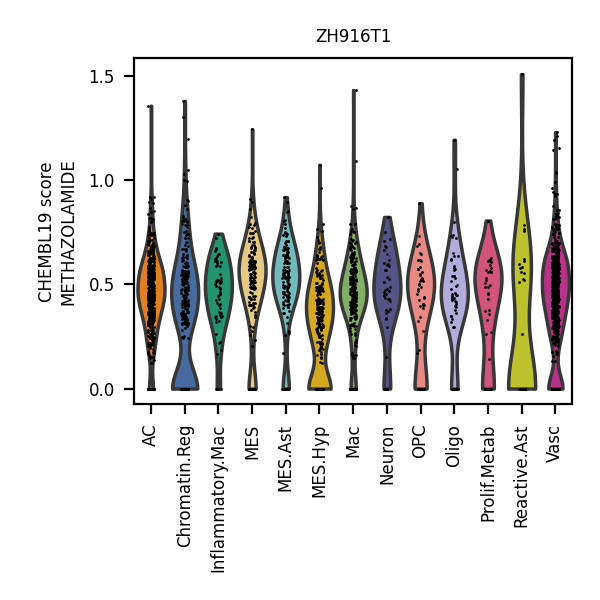 ZH916T1
CHEMBL19 score
METHAZOLAMIDE
1.5
1.0
0.5
0.0
AC
Chromatin.Reg
Inflammatory.Mac
MES
MES.Ast
MES.Hyp
Mac
Neuron
OPC
Oligo
Prolif.Metab
Reactive.Ast
Vasc